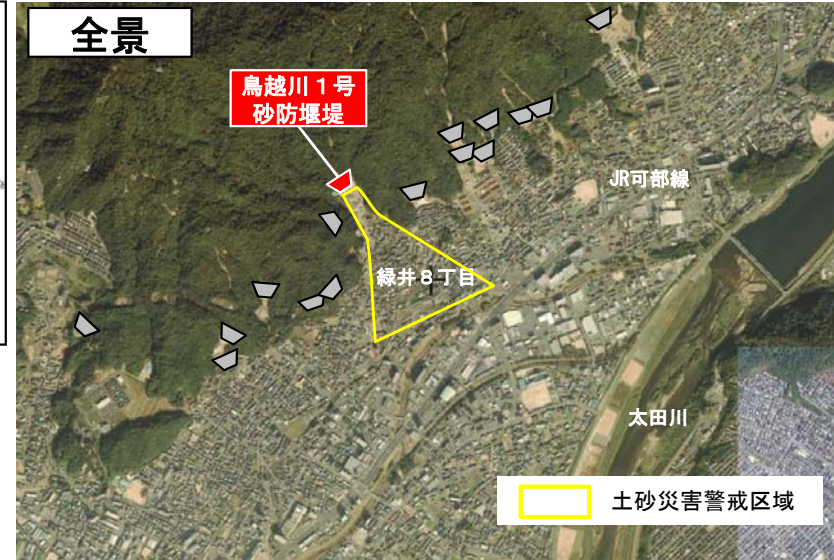 全景
鳥越川１号
砂防堰堤
JR可部線
緑井８丁目
太田川
土砂災害警戒区域